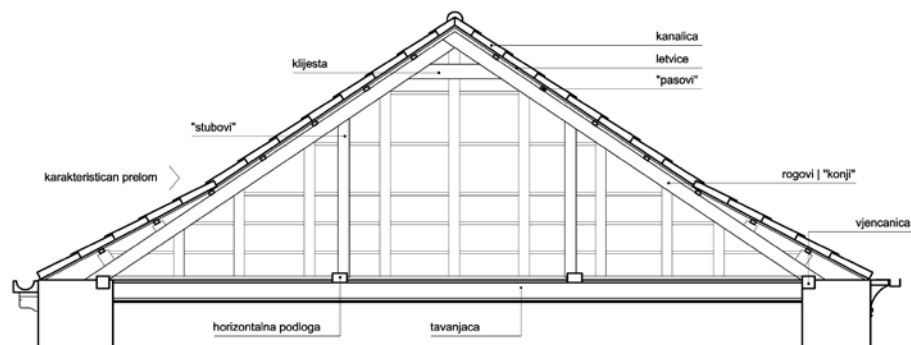 kanalica
klijesta
letvice
"pasovi"
"stubovi"
karakteristican prelom
rogovi | "konji"
vjencanica
horizontalna podloga
tavanjaca